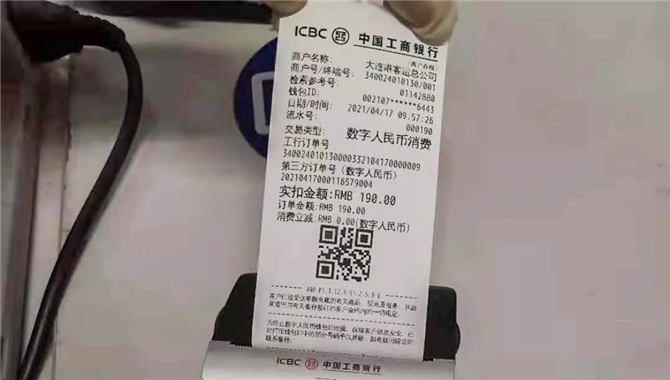 ICBC 中国工商银行
(商户存根)
商户名称: 大连港客运总公司
商户号/终端号: 340024010130/001
检索参考号: 01142880
钱包ID: 002107******6443
日期/时间: 2021/04/17 09:57:26
流水号: 000190
交易类型: 数字人民币消费
工行订单号
34002401013000033210417000​0009
第三方订单号(数字人民币)
20210417000116579004
实扣金额:RMB 190.00
订单金额:RMB 190.00
消费立减:RMB 0.00(数字人民币)
ICBC 中国工商银行